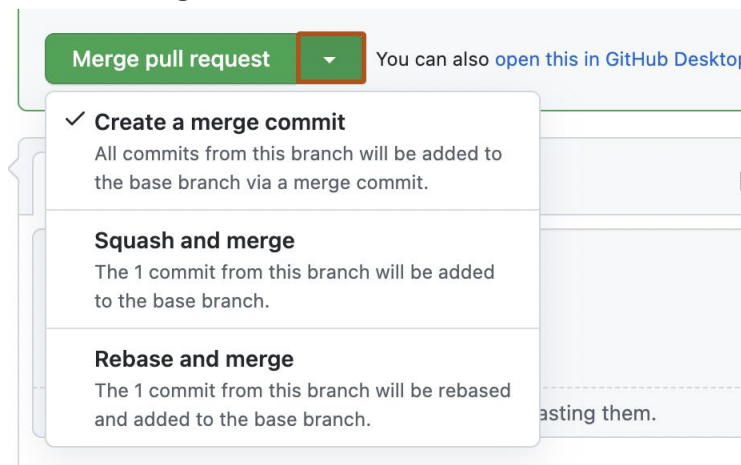 Merge pull request You can also open this in GitHub Desktop
Create a merge commit
All commits from this branch will be added to
the base branch via a merge commit.
Squash and merge
The 1 commit from this branch will be added
to the base branch.
Rebase and merge
The 1 commit from this branch will be rebased
and added to the base branch.
asting them.